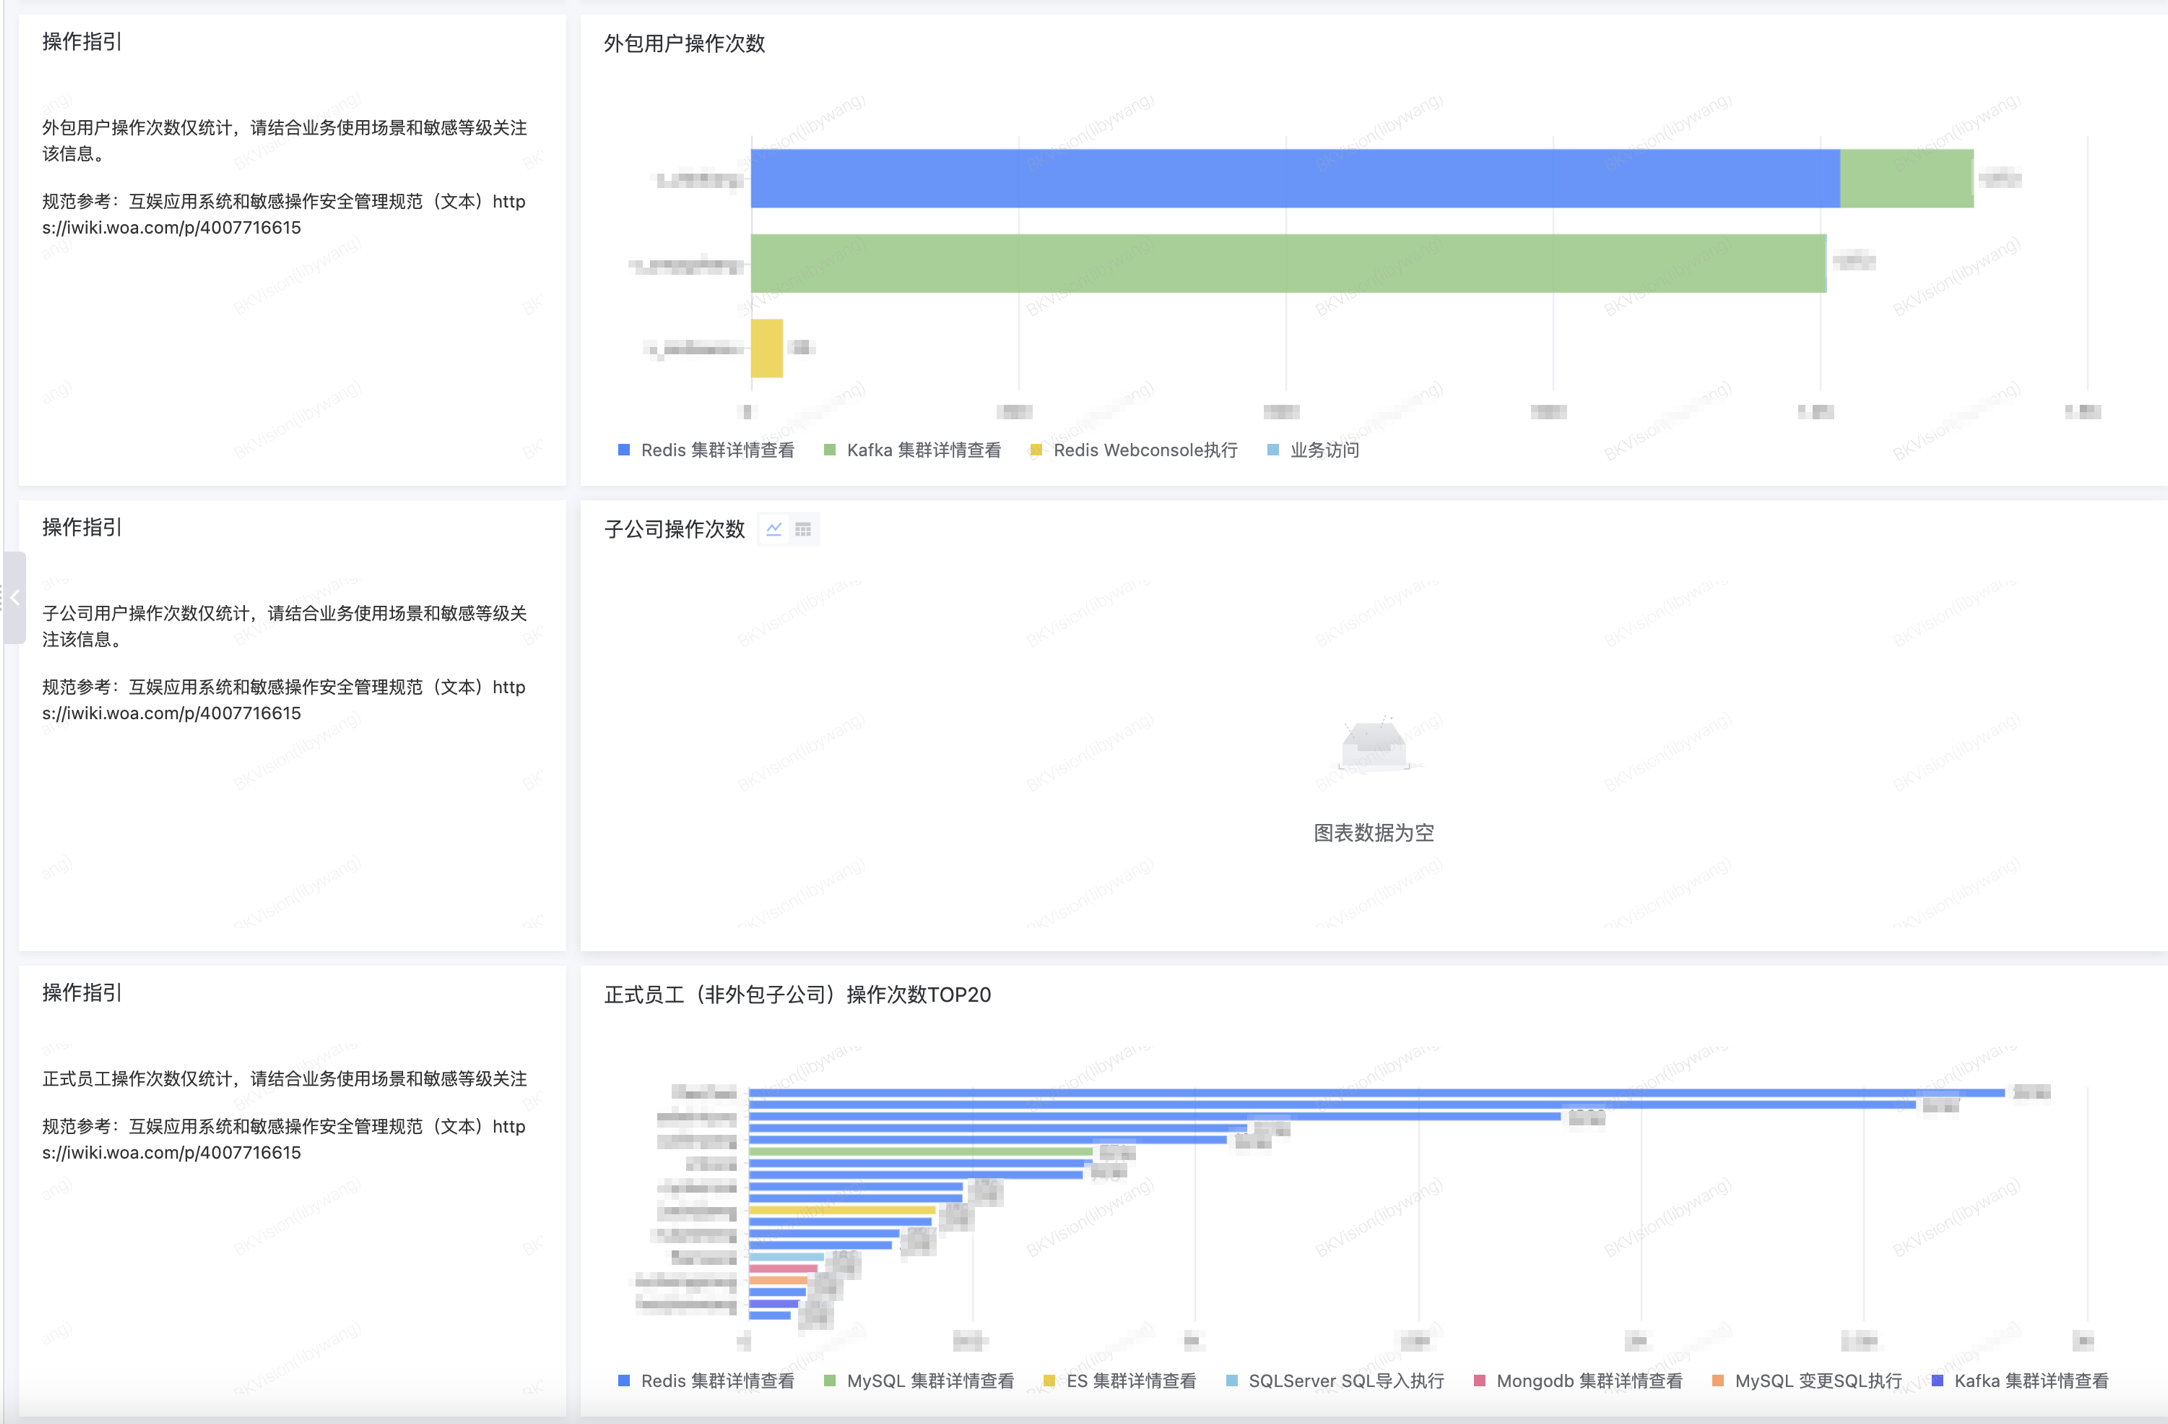 操作指引
外包用户操作次数仅统计，请结合业务使用场景和敏感等级关注
该信息。
规范参考：互娱应用系统和敏感操作安全管理规范（文本）http
s://iwiki.woa.com/p/4007716615
外包用户操作次数
Redis 集群详情查看
Kafka 集群详情查看
Redis Webconsole执行
业务访问
操作指引
子公司用户操作次数仅统计，请结合业务使用场景和敏感等级关
注该信息。
规范参考：互娱应用系统和敏感操作安全管理规范（文本）http
s://iwiki.woa.com/p/4007716615
子公司操作次数
图表数据为空
操作指引
正式员工操作次数仅统计，请结合业务使用场景和敏感等级关注
规范参考：互娱应用系统和敏感操作安全管理规范（文本）http
s://iwiki.woa.com/p/4007716615
正式员工（非外包子公司）操作次数TOP20
Redis 集群详情查看
MySQL 集群详情查看
ES 集群详情查看
SQLServer SQL导入执行
Mongodb 集群详情查看
MySQL 变更SQL执行
Kafka 集群详情查看
BKVision(libywang)